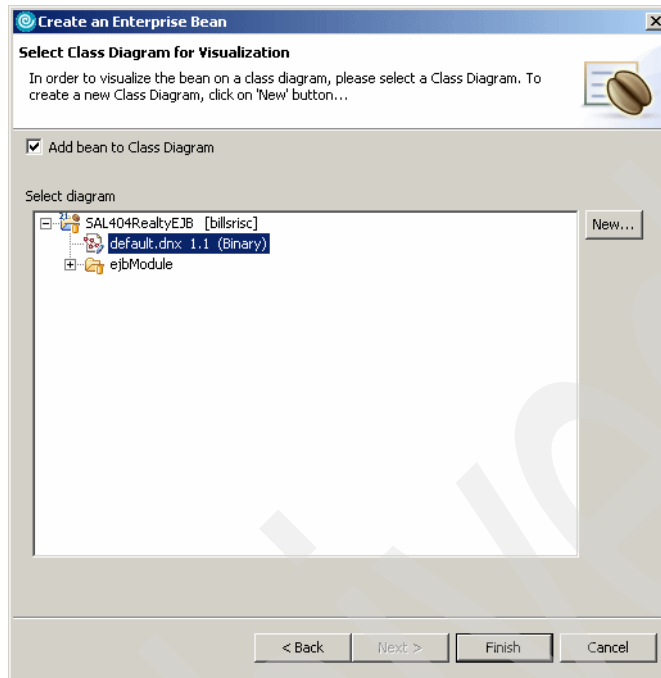 Create an Enterprise Bean
Select Class Diagram for Visualization
In order to visualize the bean on a class diagram, please select a Class Diagram. To
create a new Class Diagram, click on 'New' button...
Add bean to Class Diagram
Select diagram
SAL404RealtyEJB [billsrisc]
New...
default.dnx 1.1 (Binary)
ejbModule
< Back
Next >
Finish
Cancel